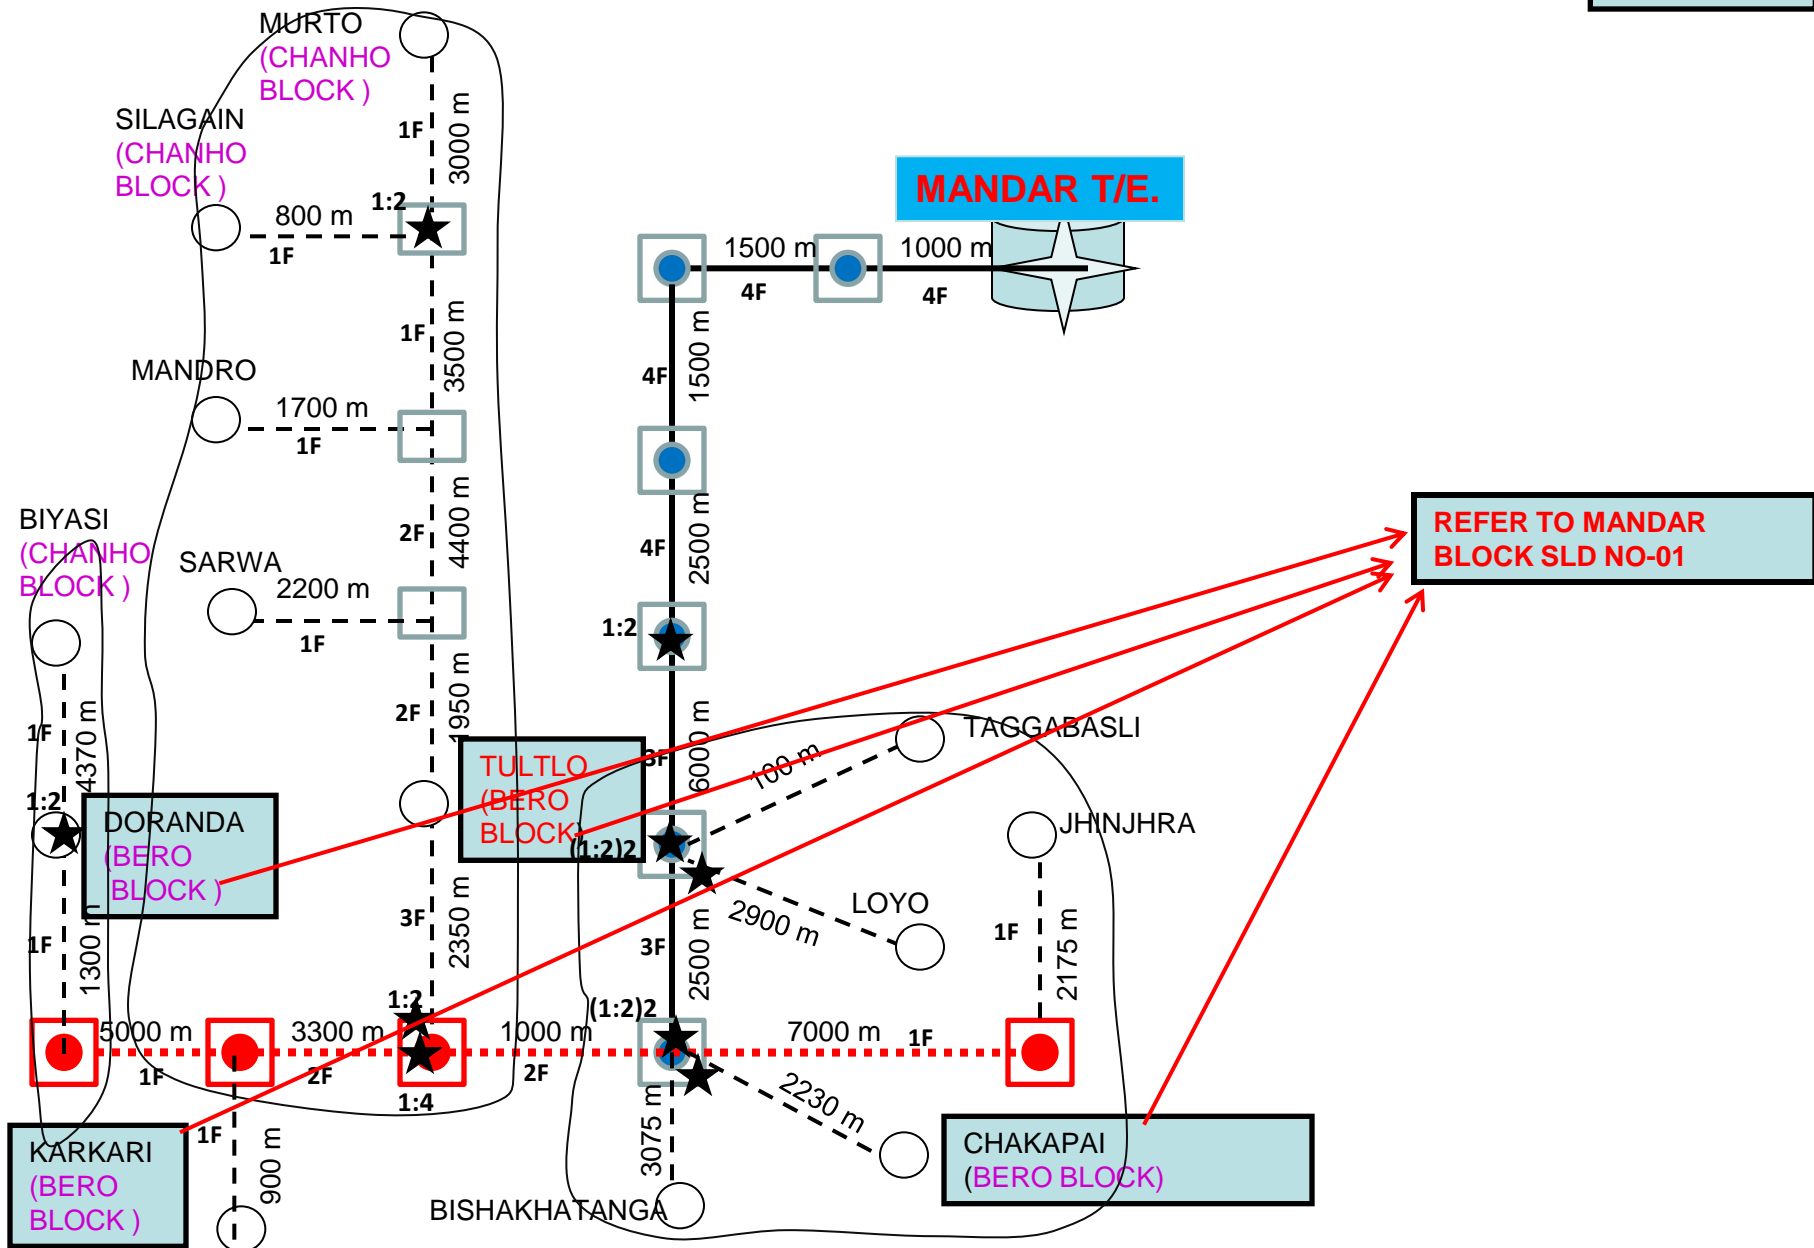 MURTO
(CHANHO
BLOCK )
1F
3000 m
SILAGAIN
(CHANHO
BLOCK )
1:2
800 m
1F
MANDAR T/E.
1500 m
1000 m
4F
4F
1F
3500 m
4F
1500 m
MANDRO
1700 m
1F
2F
4400 m
4F
2500 m
REFER TO MANDAR
BLOCK SLD NO-01
BIYASI
(CHANHO
BLOCK )
SARWA
2200 m
1F
1:2
2F
1950 m
1F
4370 m
1:2
TULTLO
(BERO
BLOCK)
3F
6000 m
100 m
TAGGABASLI
DORANDA
(BERO
BLOCK )
(1:2)2
JHINJHRA
LOYO
2900 m
1F
1300 m
3F
2350 m
3F
2500 m
1F
2175 m
1:2
(1:2)2
5000 m
3300 m
1000 m
7000 m
1F
1F
2F
2F
1:4
2230 m
3075 m
1F
900 m
KARKARI
(BERO
BLOCK )
CHAKAPAI
(BERO BLOCK)
BISHAKHATANGA